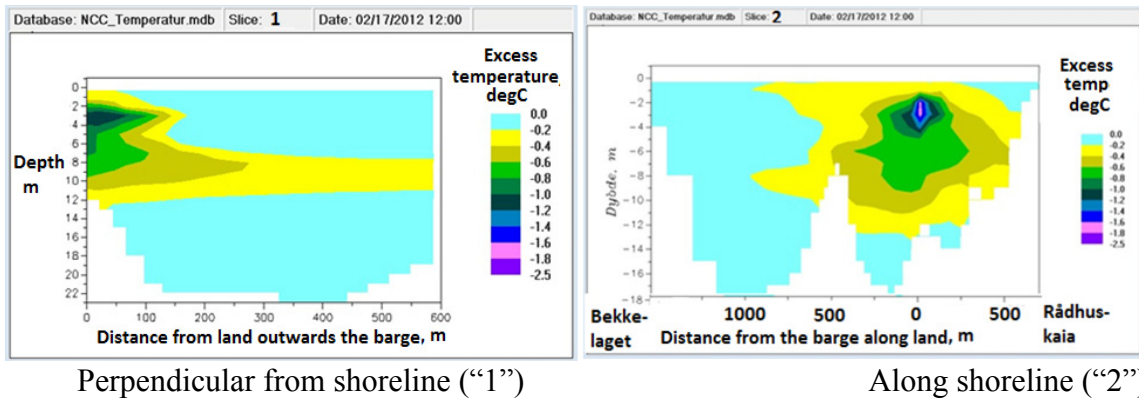 Database: NCC_Temperatur.mdb Slice: 1 Date: 02/17/2012 12:00
Excess
temperature
degC
0.0
-0.2
-0.4
-0.6
-0.8
-1.0
-1.2
-1.4
-1.6
-1.8
-2.5
Depth
m
0
2
4
6
8
10
12
14
16
18
20
22
0 100 200 300 400 500 600
Distance from land outwards the barge, m
Perpendicular from shoreline (“1”)
Database: NCC_Temperatur.mdb Slice: 2 Date: 02/17/2012 12:00
Excess
temp
degC
0.0
-0.2
-0.4
-0.6
-0.8
-1.0
-1.2
-1.4
-1.6
-1.8
-2.5
Dybde, m
0
-2
-4
-6
-8
-10
-12
-14
-16
-18
Bekke-
laget
1000 500 0 500
Distance from the barge along land, m
Rådhus-
kaia
Along shoreline (“2”)